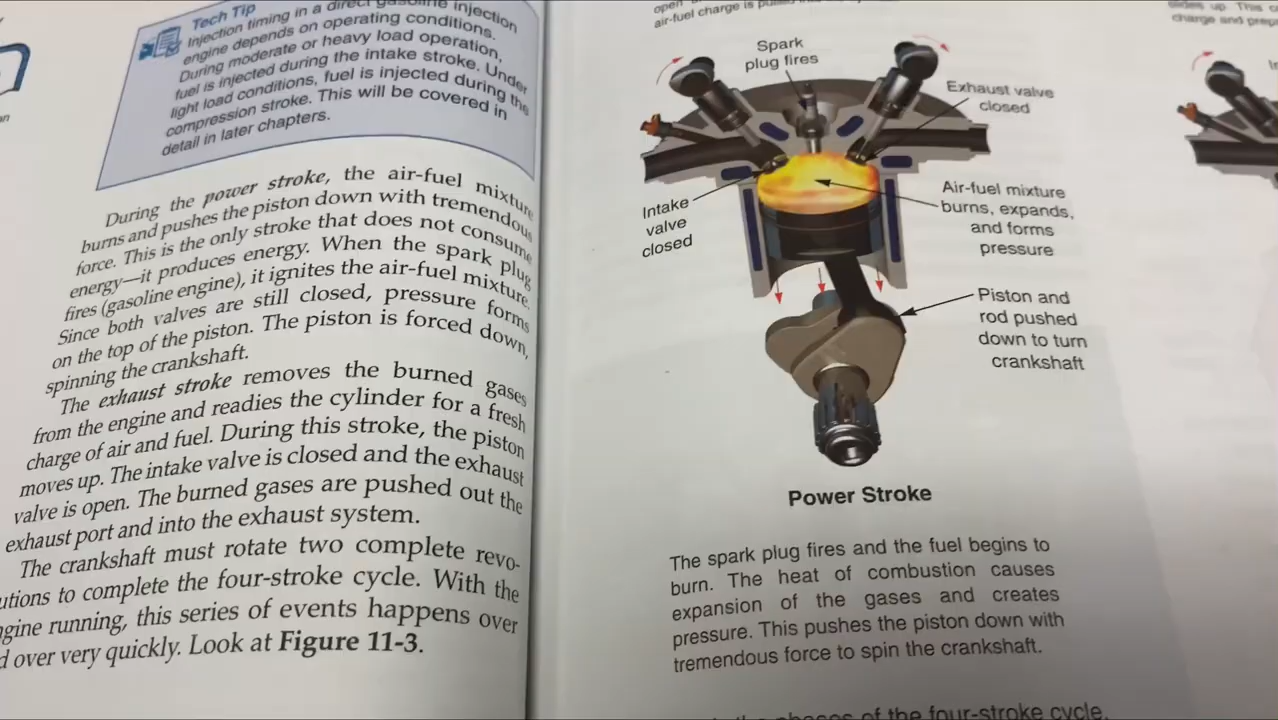 Tech Tip
Injection timing in a direct gasoline injection
engine depends on operating conditions.
During moderate or heavy load operation,
fuel is injected during the intake stroke. Under
light load conditions, fuel is injected during the
compression stroke. This will be covered in
detail in later chapters.
During the power stroke, the air-fuel mixture
burns and pushes the piston down with tremendous
force. This is the only stroke that does not consume
energy—it produces energy. When the spark plug
fires (gasoline engine), it ignites the air-fuel mixture.
Since both valves are still closed, pressure forms
on the top of the piston. The piston is forced down,
spinning the crankshaft.
The exhaust stroke removes the burned gases
from the engine and readies the cylinder for a fresh
charge of air and fuel. During this stroke, the piston
moves up. The intake valve is closed and the exhaust
valve is open. The burned gases are pushed out the
exhaust port and into the exhaust system.
The crankshaft must rotate two complete revo-
utions to complete the four-stroke cycle. With the
gine running, this series of events happens over
d over very quickly. Look at Figure 11-3.
open
air-fuel charge is
Spark
plug fires
Exhaust valve
closed
Intake
valve
closed
Air-fuel mixture
burns, expands,
and forms
pressure
Piston and
rod pushed
down to turn
crankshaft
Power Stroke
The spark plug fires and the fuel begins to
burn. The heat of combustion causes
expansion of the gases and creates
pressure. This pushes the piston down with
tremendous force to spin the crankshaft.
phases of the four-stroke cycle.
up. This
charge and prep